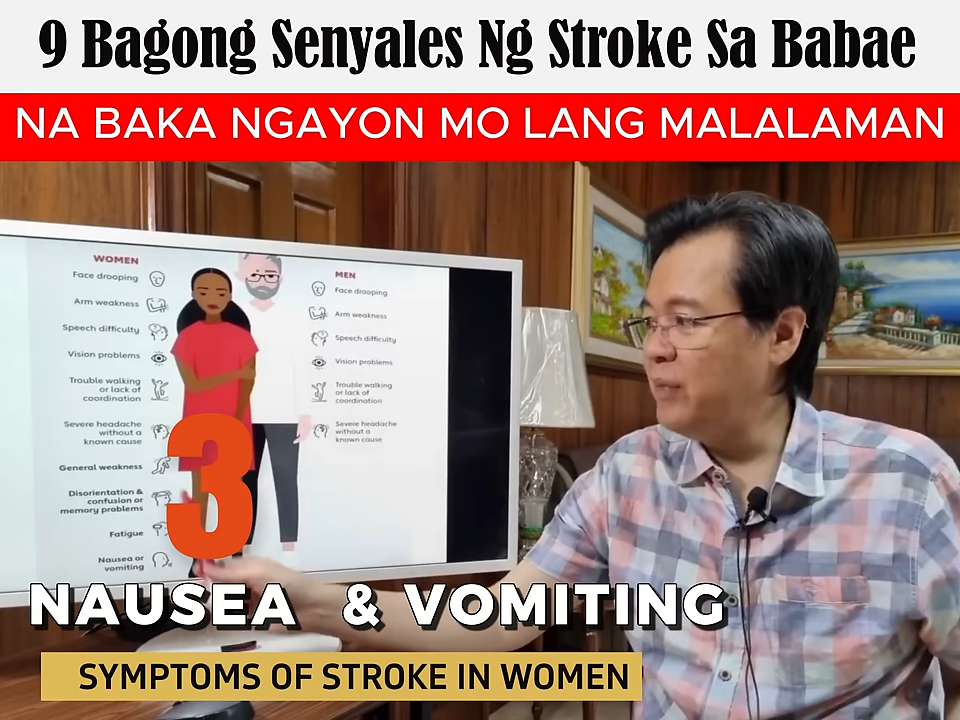 9 Bagong Senyales Ng Stroke Sa Babae
NA BAKA NGAYON MO LANG MALALAMAN
WOMEN
Face drooping
Arm weakness
Speech difficulty
Vision problems
Trouble walking
or lack of
coordination
Severe headache
without a
known cause
General weakness
Disorientation &
confusion or
memory problems
Fatigue
Nausea or
vomiting
MEN
Face drooping
Arm weakness
Speech difficulty
Vision problems
Trouble walking
or lack of
coordination
Severe headache
without a
known cause
3
NAUSEA & VOMITING
SYMPTOMS OF STROKE IN WOMEN